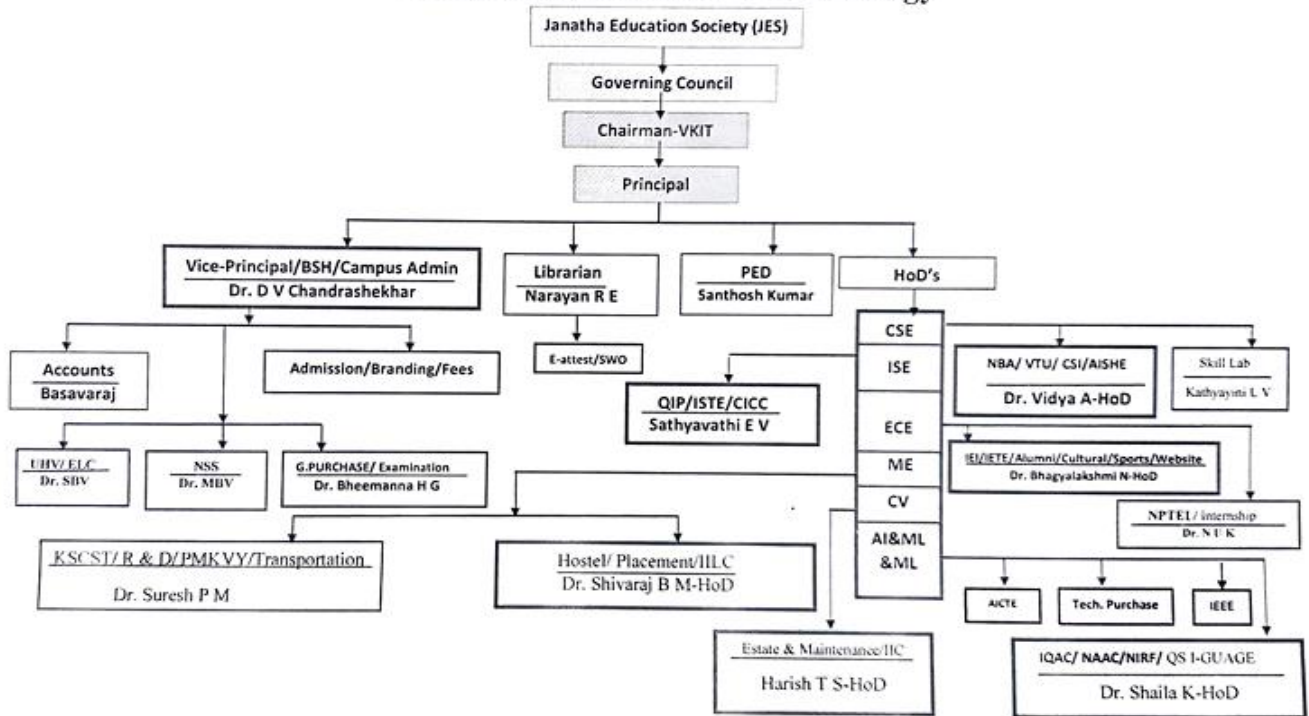 Janatha Education Society (JES)
Governing Council
Chairman-VKIT
Principal
Vice-Principal/BSH/Campus Admin
Dr. D V Chandrashekhar
Librarian
Narayan R E
PED
Santhosh Kumar
HoD's
Accounts
Basavaraj
Admission/Branding/Fees
E-attest/SWO
CSE
ISE
ECE
ME
CV
AI&ML
&ML
QIP/ISTE/CICC
Sathyavathi E V
NBA/ VTU/ CSI/AISHE
Dr. Vidya A-HoD
Skill Lab
Kathyayini L V
UHV/ ELC
Dr. SBV
NSS
Dr. MBV
G.PURCHASE/ Examination
Dr. Bheemanna H G
IEI/IETE/Alumni/Cultural/Sports/Website
Dr. Bhagyalakshmi N-HoD
NPTEL/ Internship
Dr. N U K
KSCST/ R & D/PMKVY/Transportation
Dr. Suresh P M
Hostel/ Placement/IILC
Dr. Shivaraj B M-HoD
AICTE
Tech. Purchase
IEEE
Estate & Maintenance/IIC
Harish T S-HoD
IQAC/ NAAC/NIRF/ QS I-GUAGE
Dr. Shaila K-HoD